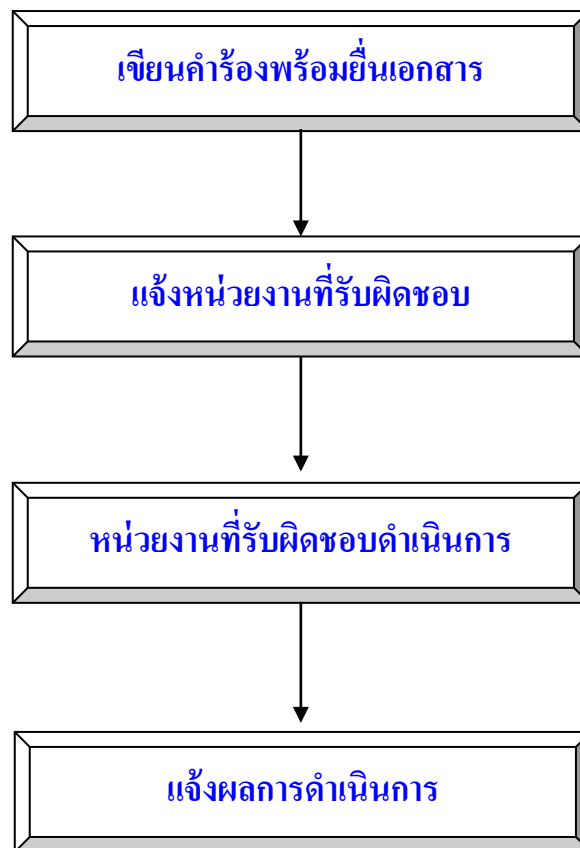 เขียนคำร้องพร้อมยื่นเอกสาร
แจ้งหน่วยงานที่รับผิดชอบ
หน่วยงานที่รับผิดชอบดำเนินการ
แจ้งผลการดำเนินการ